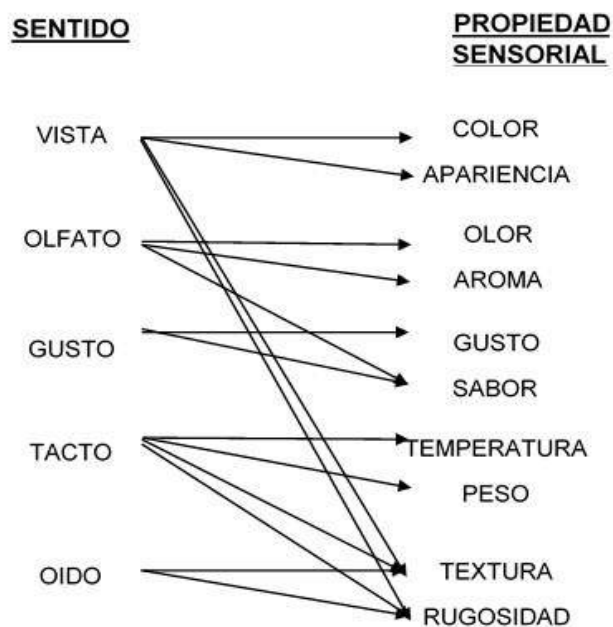 SENTIDO
PROPIEDAD
SENSORIAL
VISTA
COLOR
APARIENCIA
OLFATO
OLOR
AROMA
GUSTO
GUSTO
SABOR
TACTO
TEMPERATURA
PESO
OIDO
TEXTURA
RUGOSIDAD